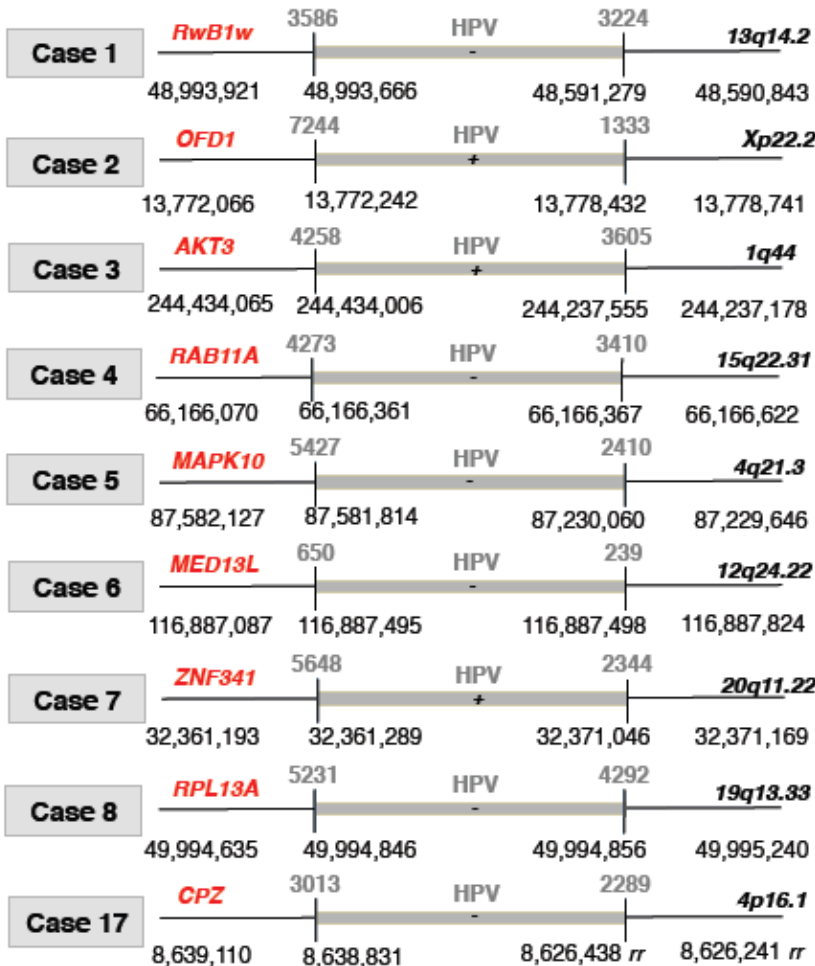 3586 HPV 3224
Case 1 RwB1w - 13q14.2
48,993,921 48,993,666 48,591,279 48,590,843
7244 HPV 1333
Case 2 OFD1 + Xp22.2
13,772,066 13,772,242 13,778,432 13,778,741
4258 HPV 3605
Case 3 AKT3 + 1q44
244,434,065 244,434,006 244,237,555 244,237,178
4273 HPV 3410
Case 4 RAB11A - 15q22.31
66,166,070 66,166,361 66,166,367 66,166,622
5427 HPV 2410
Case 5 MAPK10 - 4q21.3
87,582,127 87,581,814 87,230,060 87,229,646
650 HPV 239
Case 6 MED13L - 12q24.22
116,887,087 116,887,495 116,887,498 116,887,824
5648 HPV 2344
Case 7 ZNF341 + 20q11.22
32,361,193 32,361,289 32,371,046 32,371,169
5231 HPV 4292
Case 8 RPL13A - 19q13.33
49,994,635 49,994,846 49,994,856 49,995,240
3013 HPV 2289
Case 17 CPZ - 4p16.1
8,639,110 8,638,831 8,626,438 rr 8,626,241 rr